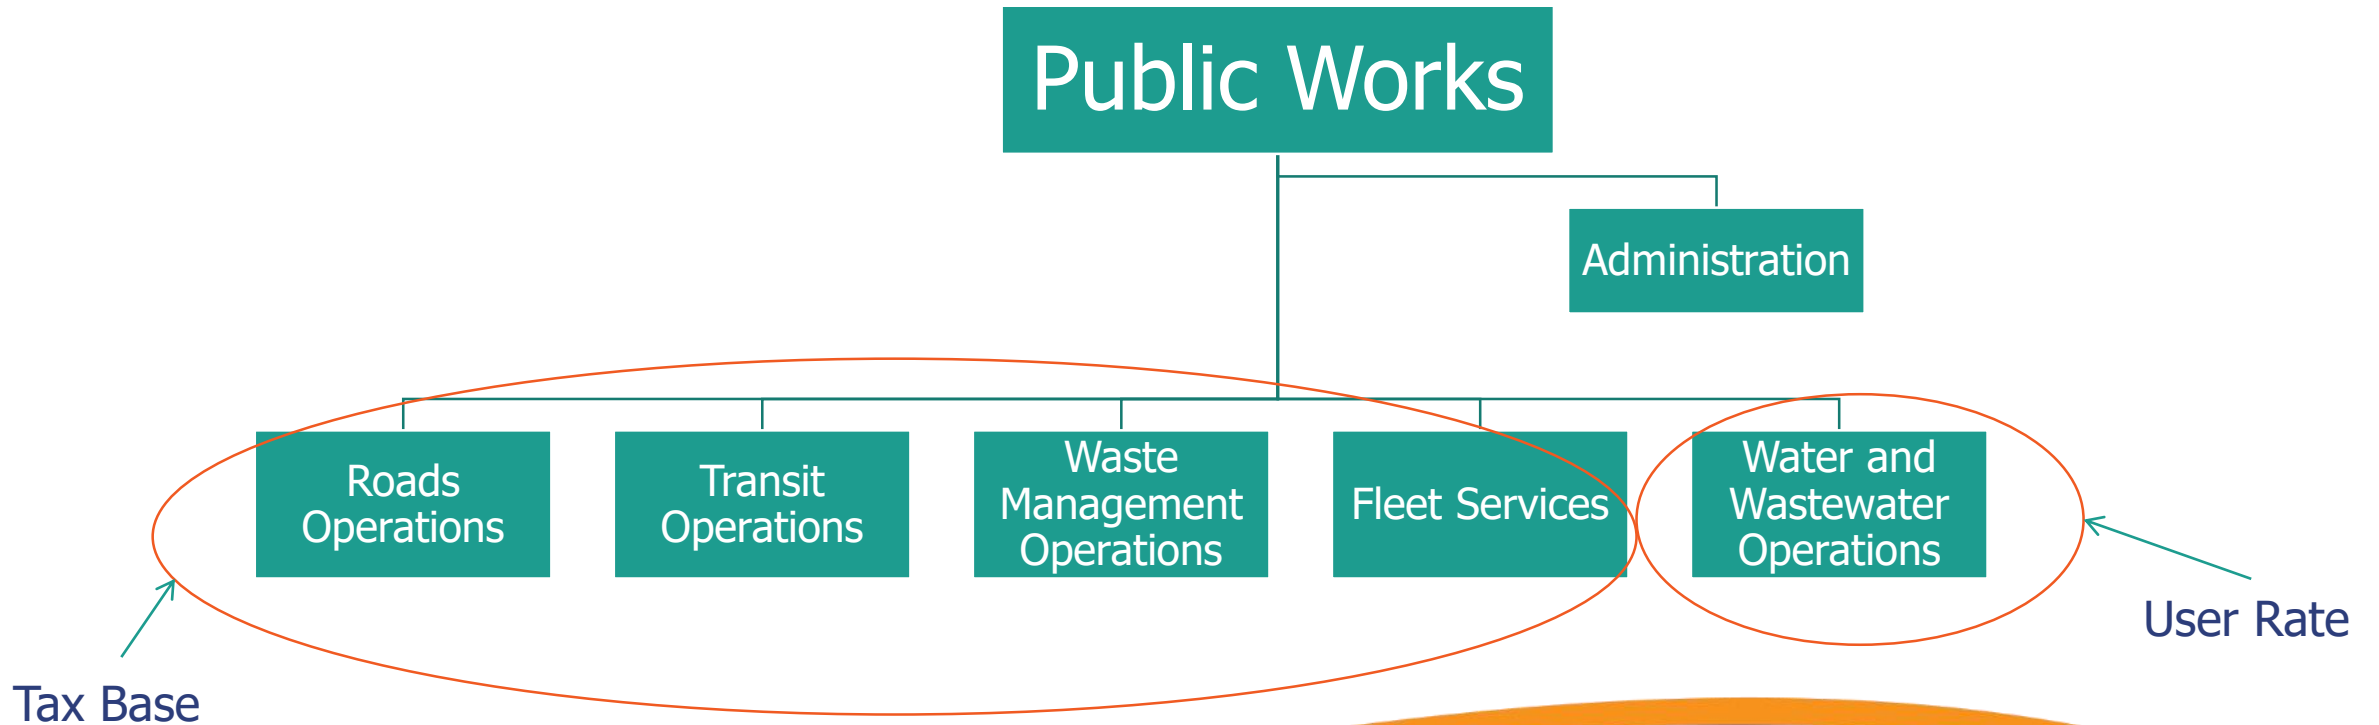 Public Works
Administration
Roads
Operations
Transit
Operations
Waste
Management
Operations
Fleet Services
Water and
Wastewater
Operations
User Rate
Tax Base